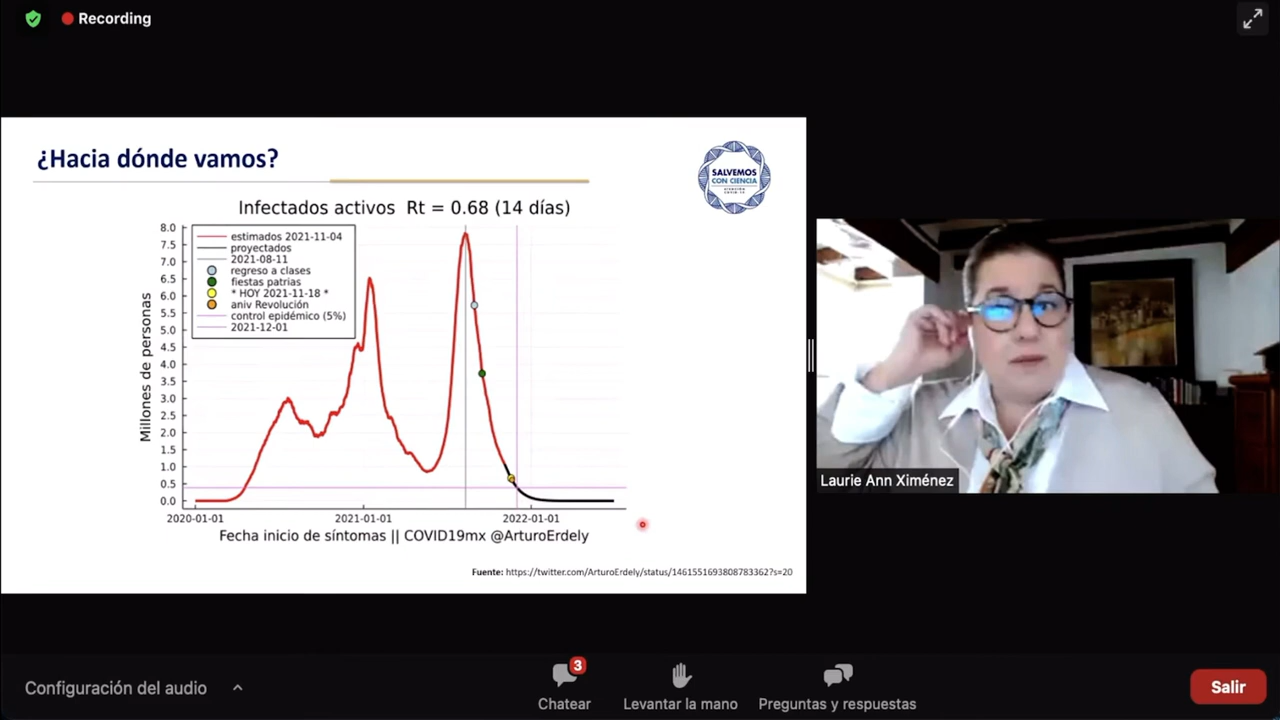 Recording
¿Hacia dónde vamos?
SALVEMOS
CON CIENCIA
Infectados activos Rt = 0.68 (14 días)
8.0
7.5
7.0
6.5
6.0
5.5
5.0
4.5
4.0
3.5
3.0
2.5
2.0
1.5
1.0
0.5
0.0
Millones de personas
estimados 2021-11-04
proyectados
2021-08-11
regreso a clases
fiestas patrias
* HOY 2021-11-18 *
aniv Revolución
control epidémico (5%)
2021-12-01
2020-01-01
2021-01-01
2022-01-01
Fecha inicio de síntomas || COVID19mx @ArturoErdely
Fuente: https://twitter.com/ArturoErdely/status/1461551693808783362?s=20
Laurie Ann Ximénez
Configuración del audio
3
Chatear
Levantar la mano
Preguntas y respuestas
Salir